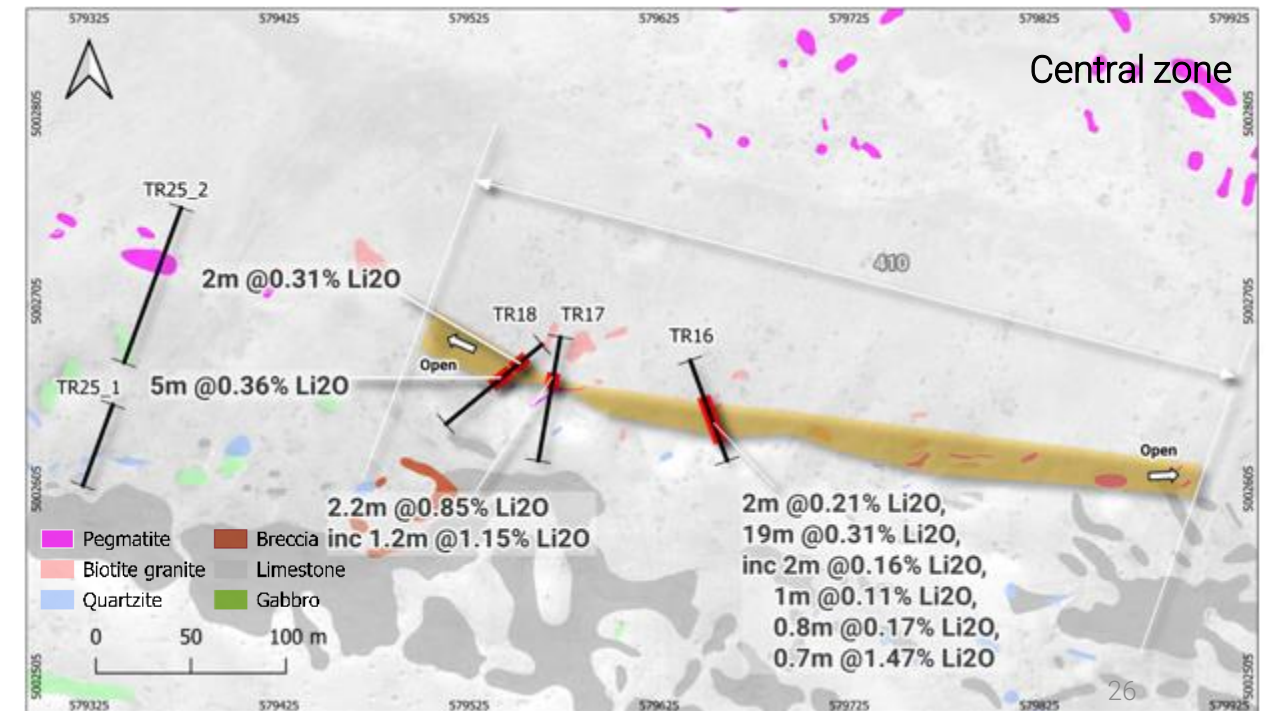 579325 579425 579525 579625 579725 579825 579925
Central zone
5002805 5002805
TR25_2
410
2m @0.31% Li2O
5002705 5002705
TR18 TR17
TR16
Open
TR25_1 5m @0.36% Li2O
Open
5002605 5002605
2.2m @0.85% Li2O
inc 1.2m @1.15% Li2O
2m @0.21% Li2O,
19m @0.31% Li2O,
inc 2m @0.16% Li2O,
1m @0.11% Li2O,
0.8m @0.17% Li2O,
0.7m @1.47% Li2O
Pegmatite Breccia
Biotite granite Limestone
Quartzite Gabbro
0 50 100 m
5002505 5002505
26
579325 579425 579525 579625 579725 579825 579925